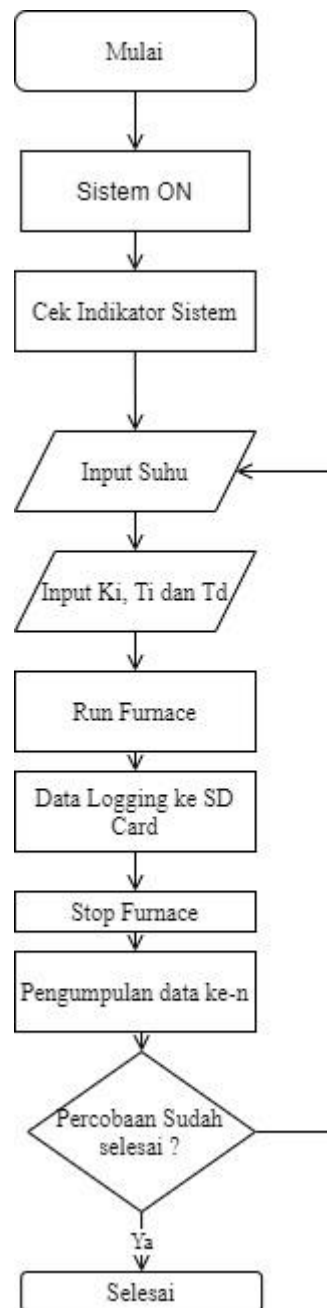 Mulai
Sistem ON
Cek Indikator Sistem
Input Suhu
Input Ki, Ti dan Td
Run Furnace
Data Logging ke SD
Card
Stop Furnace
Pengumpulan data ke-n
Percobaan Sudah
selesai ?
Ya
Selesai